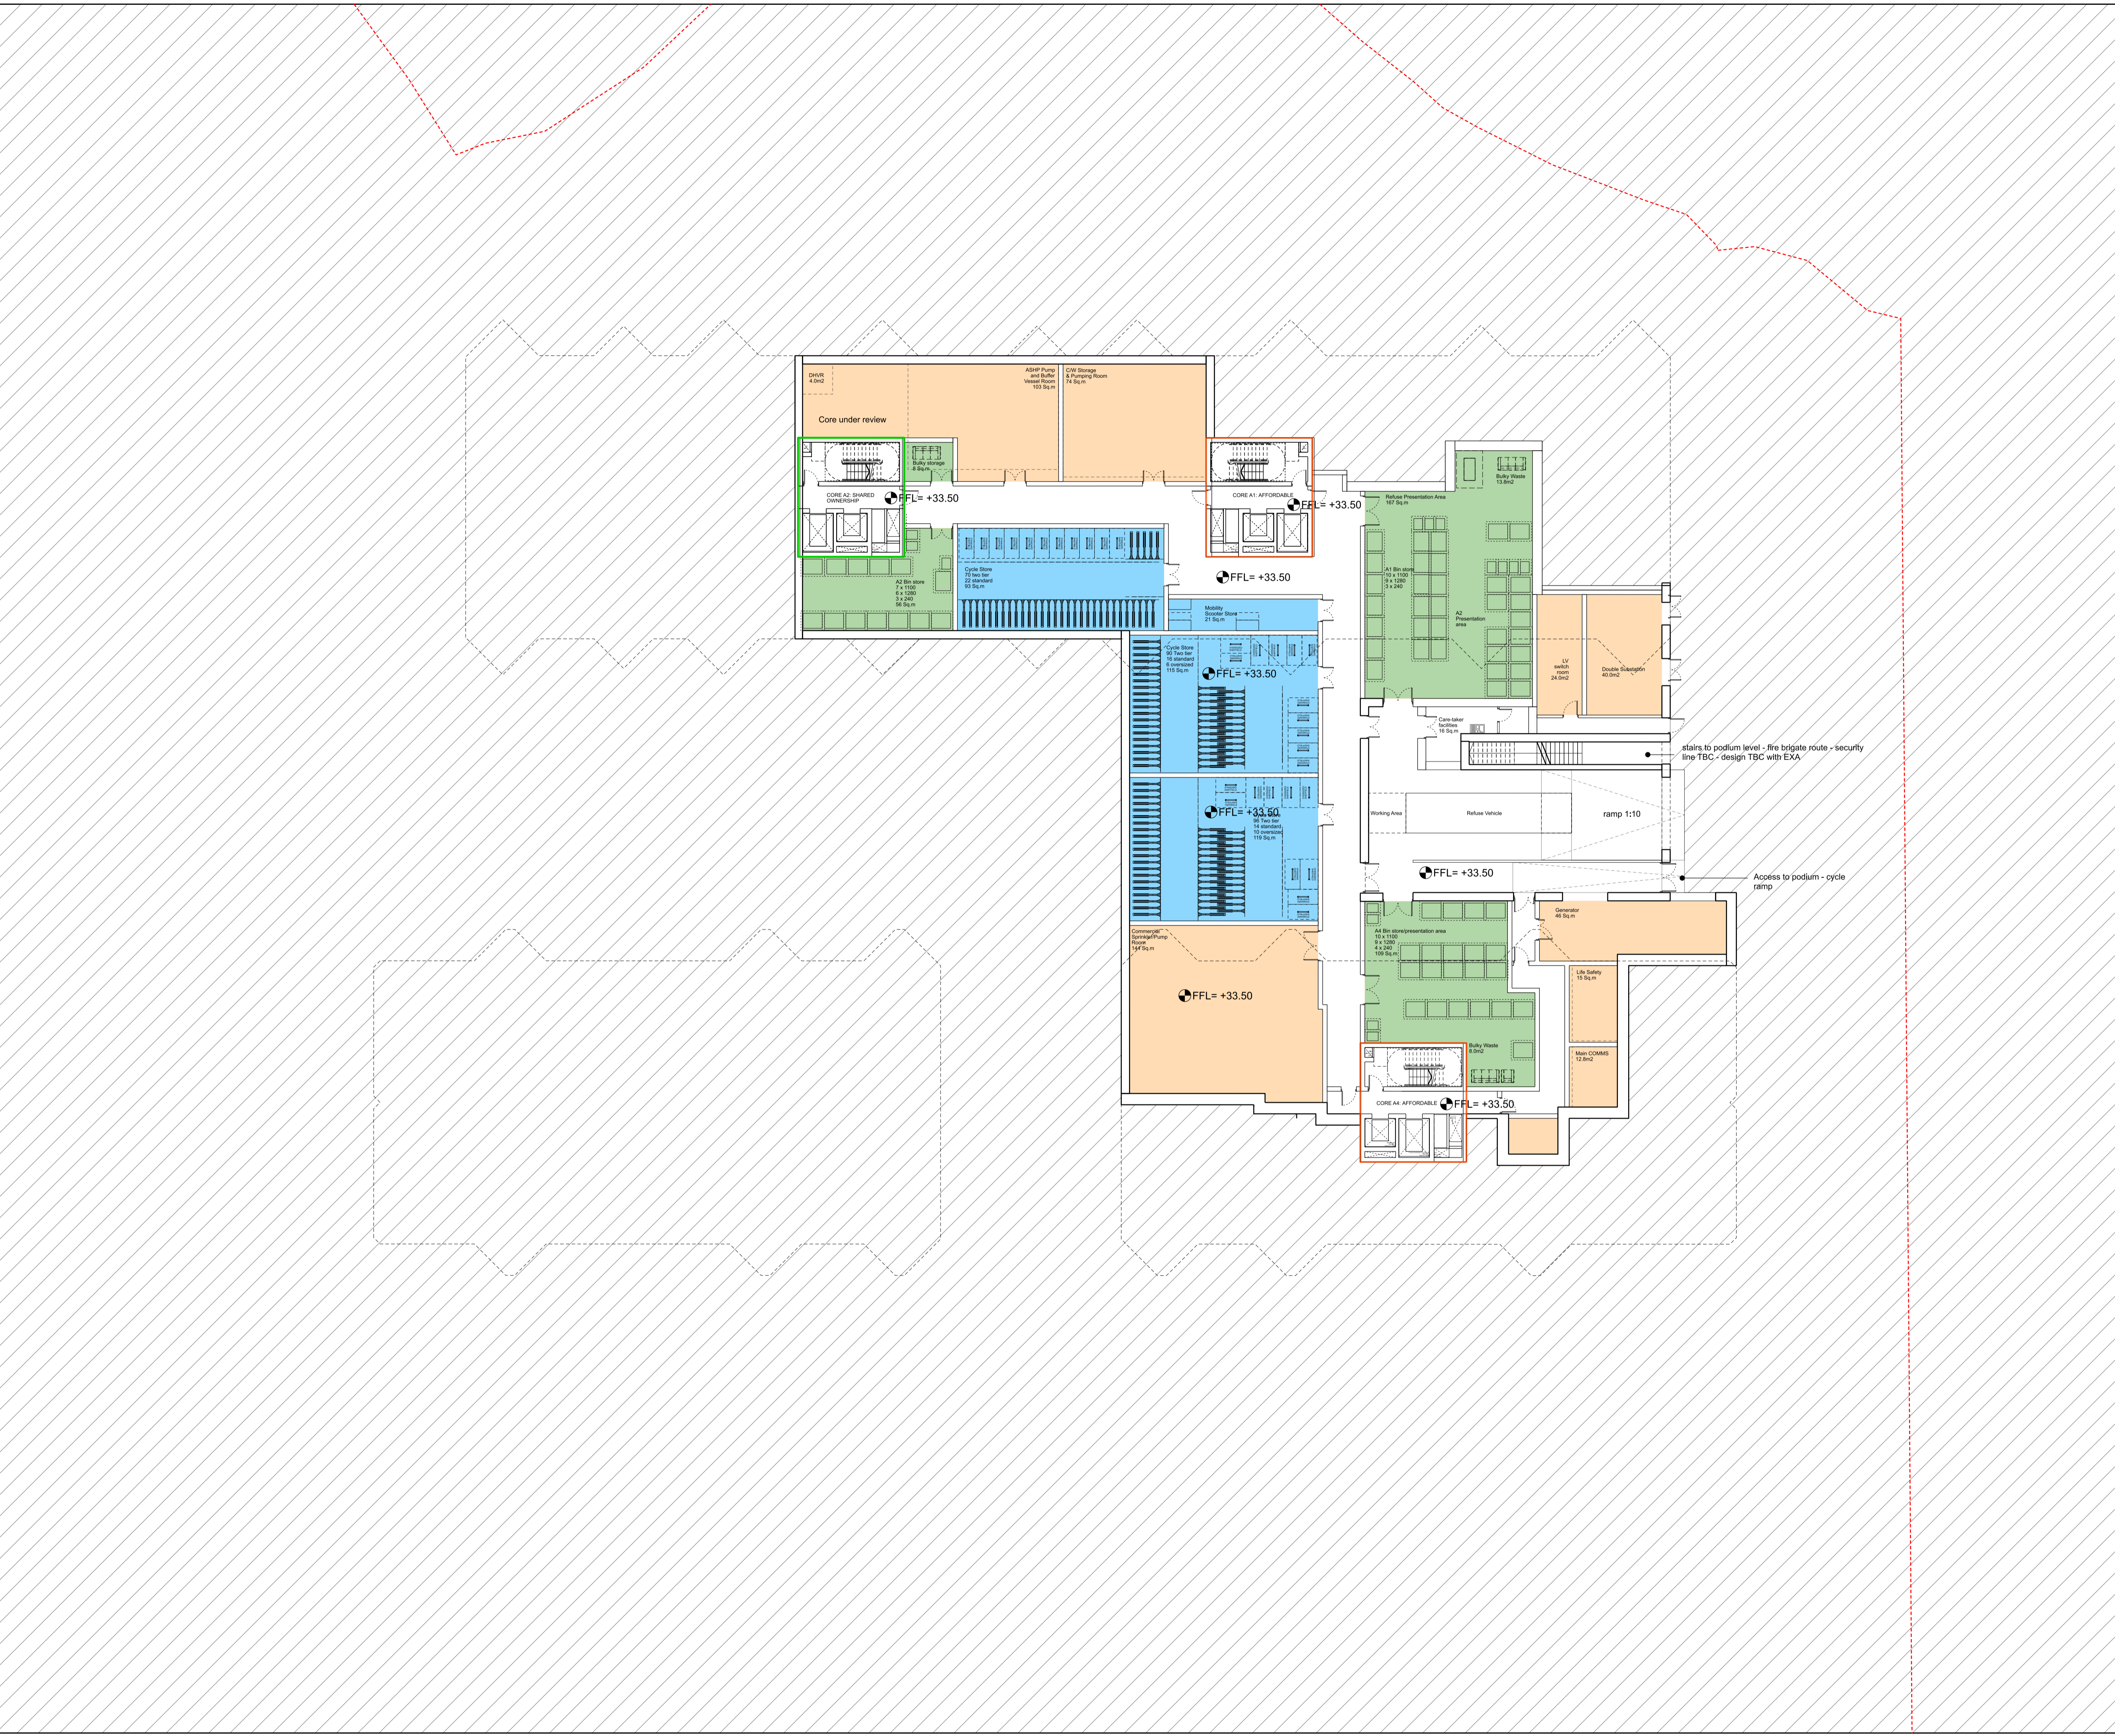 DHVR
4.0m2
ASHP Pump
and Buffer
Vessel Room
103 Sq.m
C/W Storage
& Pumping Room
74 Sq.m
Core under review
Bulky storage
8 Sq.m
CORE A2: SHARED
OWNERSHIP
FFL= +33.50
CORE A1: AFFORDABLE
FFL= +33.50
Refuse Presentation Area
167 Sq.m
Bulky Waste
13.8m2
A2 Bin store
7 x 1100
6 x 1280
3 x 240
56 Sq.m
Cycle Store
70 two tier
22 standard
83 Sq.m
FFL= +33.50
A1 Bin store
10 x 1100
9 x 1280
3 x 240
Mobility
Scooter Store
21 Sq.m
A2
Presentation
area
Cycle Store
90 Two tier
16 standard
6 oversized
115 Sq.m
FFL= +33.50
LV
switch
room
24.0m2
Double Substation
40.0m2
Care-taker
facilities
16 Sq.m
stairs to podium level - fire brigate route - security
line TBC - design TBC with EXA
FFL= +33.50
96 Two tier
14 standard
10 oversized
119 Sq.m
Working Area
Refuse Vehicle
ramp 1:10
FFL= +33.50
Access to podium - cycle
ramp
Commercial
Sprinkler/Pump
Room
144 Sq.m
A4 Bin store/presentation area
10 x 1100
9 x 1280
4 x 240
109 Sq.m
Generator
46 Sq.m
Life Safety
15 Sq.m
FFL= +33.50
Bulky Waste
8.0m2
Main COMMS
12.8m2
CORE A4: AFFORDABLE
FFL= +33.50